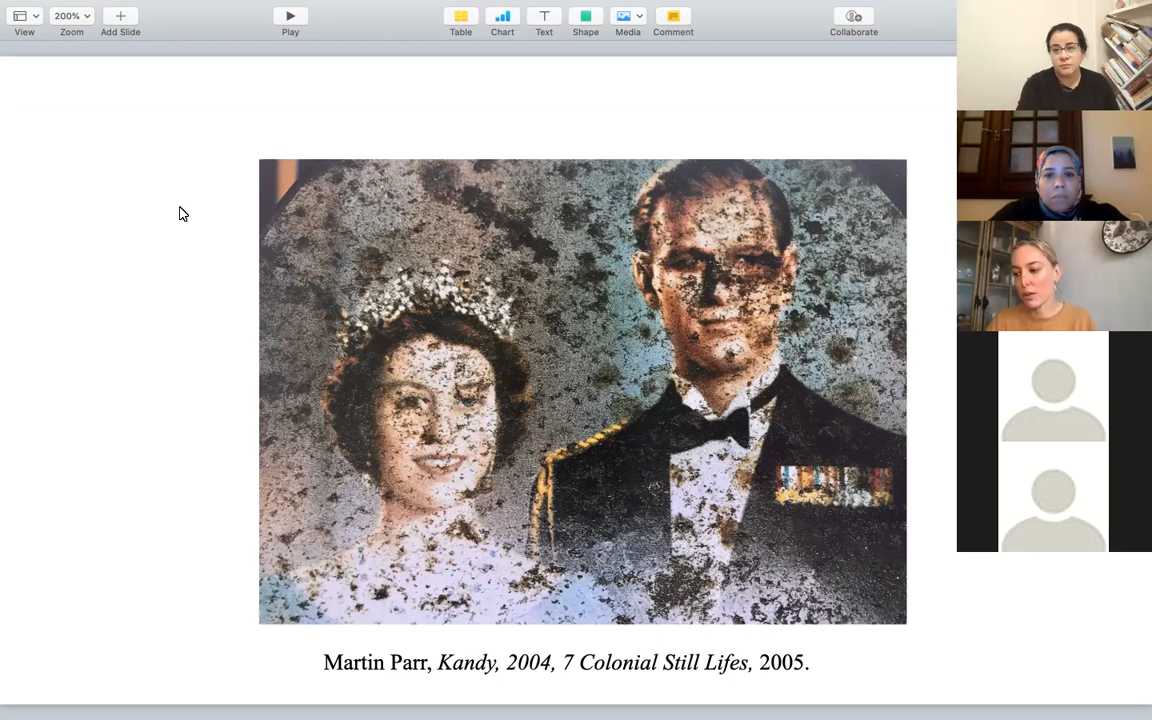 200%
View
Zoom
Add Slide
Play
Table
Chart
Text
Shape
Media
Comment
Collaborate
Martin Parr, Kandy, 2004, 7 Colonial Still Lifes, 2005.